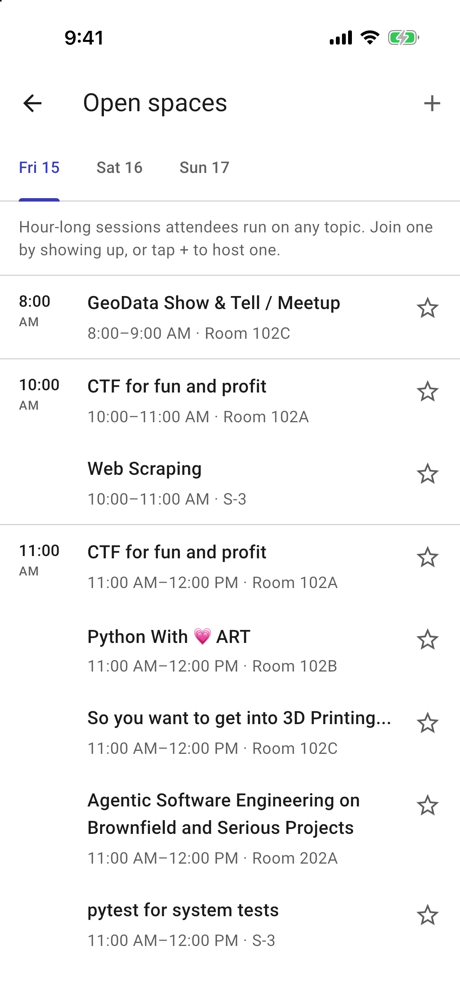 9:41
Open spaces
Fri 15
Sat 16
Sun 17
Hour-long sessions attendees run on any topic. Join one
by showing up, or tap + to host one.
8:00
AM
GeoData Show & Tell / Meetup
8:00–9:00 AM · Room 102C
10:00
AM
CTF for fun and profit
10:00–11:00 AM · Room 102A
Web Scraping
10:00–11:00 AM · S-3
11:00
AM
CTF for fun and profit
11:00 AM–12:00 PM · Room 102A
Python With 💗 ART
11:00 AM–12:00 PM · Room 102B
So you want to get into 3D Printing...
11:00 AM–12:00 PM · Room 102C
Agentic Software Engineering on
Brownfield and Serious Projects
11:00 AM–12:00 PM · Room 202A
pytest for system tests
11:00 AM–12:00 PM · S-3